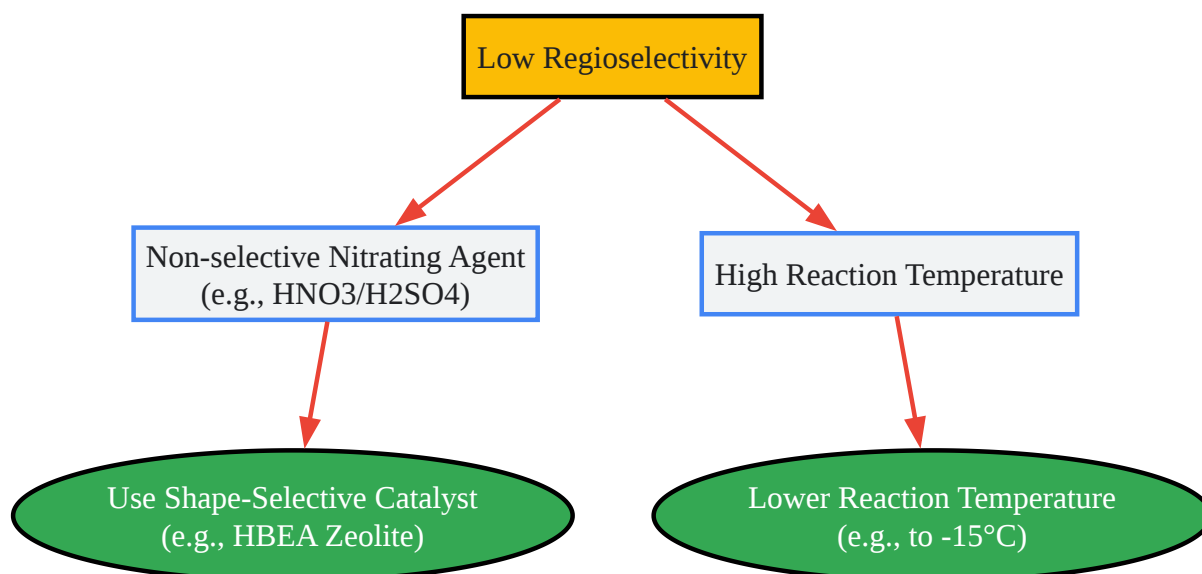 Low Regioselectivity
Non-selective Nitrating Agent
(e.g., HNO3/H2SO4)
High Reaction Temperature
Use Shape-Selective Catalyst
(e.g., HBEA Zeolite)
Lower Reaction Temperature
(e.g., to -15°C)